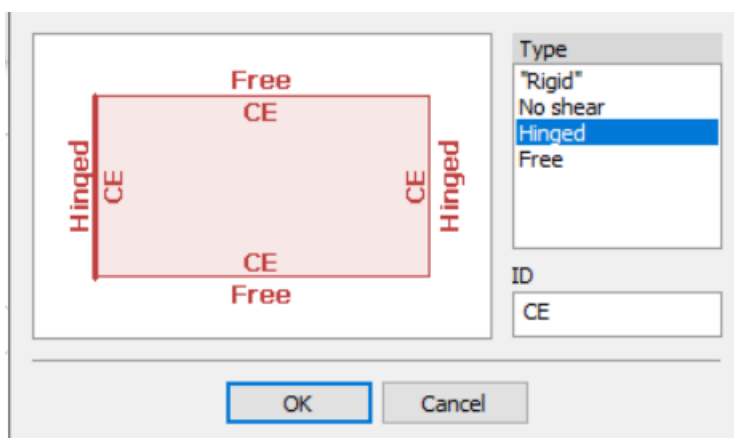 Free
CE
Hinged
CE
CE
Hinged
CE
Free
Type
"Rigid"
No shear
Hinged
Free
ID
CE
OK
Cancel